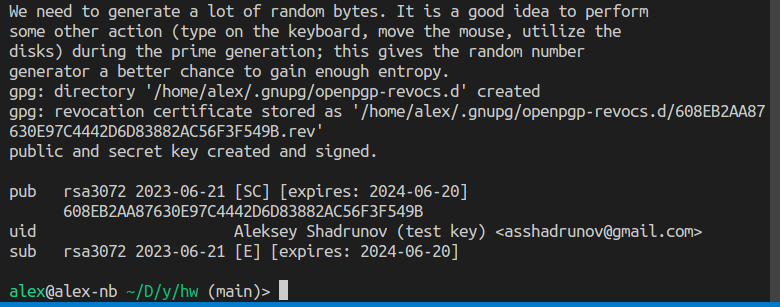 We need to generate a lot of random bytes. It is a good idea to perform
some other action (type on the keyboard, move the mouse, utilize the
disks) during the prime generation; this gives the random number
generator a better chance to gain enough entropy.
gpg: directory '/home/alex/.gnupg/openpgp-revocs.d' created
gpg: revocation certificate stored as '/home/alex/.gnupg/openpgp-revocs.d/608EB2AA87
630E97C4442D6D83882AC56F3F549B.rev'
public and secret key created and signed.
pub   rsa3072 2023-06-21 [SC] [expires: 2024-06-20]
      608EB2AA87630E97C4442D6D83882AC56F3F549B
uid                      Aleksey Shadrunov (test key) <asshadrunov@gmail.com>
sub   rsa3072 2023-06-21 [E] [expires: 2024-06-20]
alex@alex-nb ~/D/y/hw (main)>